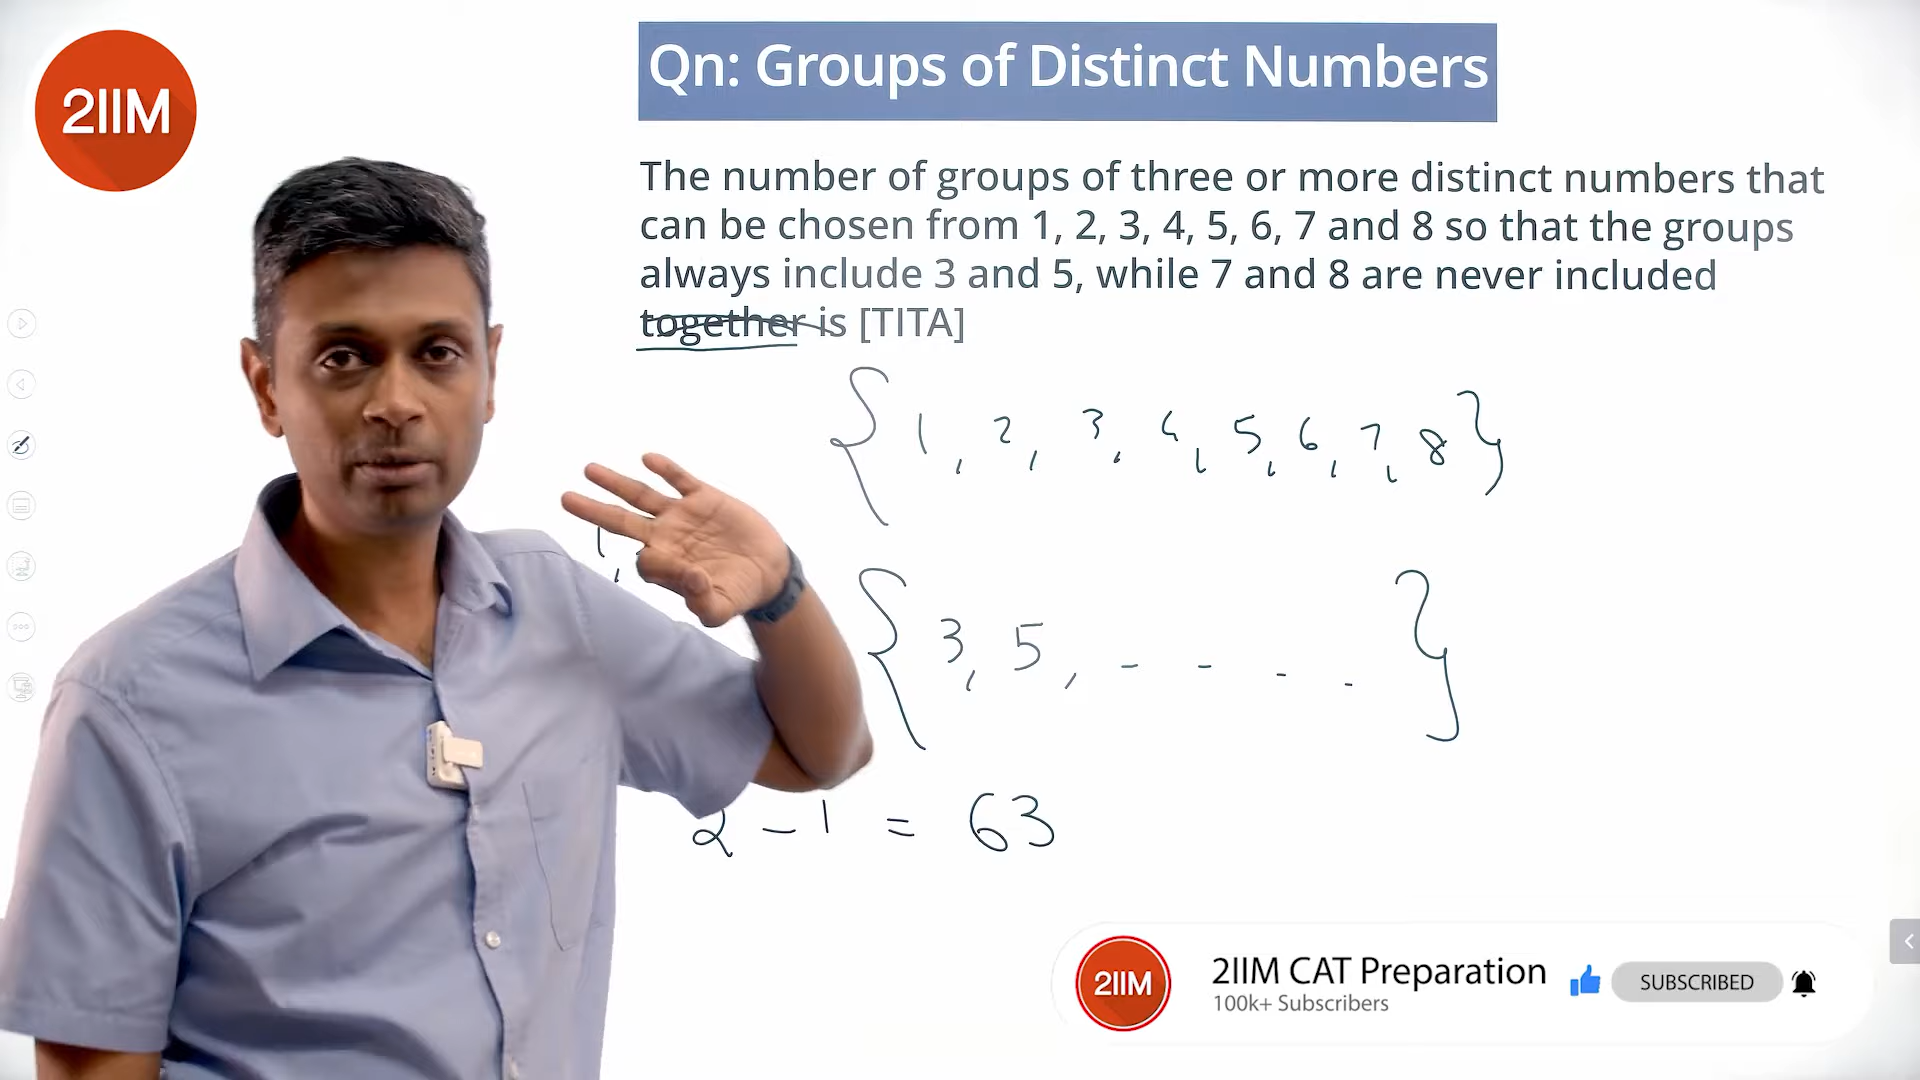 2IIM
Qn: Groups of Distinct Numbers
The number of groups of three or more distinct numbers that
can be chosen from 1, 2, 3, 4, 5, 6, 7 and 8 so that the groups
always include 3 and 5, while 7 and 8 are never included
together is [TITA]
{1, 2, 3, 4, 5, 6, 7, 8}
1,
{3, 5, - - - -}
2 - 1 = 63
2IIM
2IIM CAT Preparation
100k+ Subscribers
SUBSCRIBED